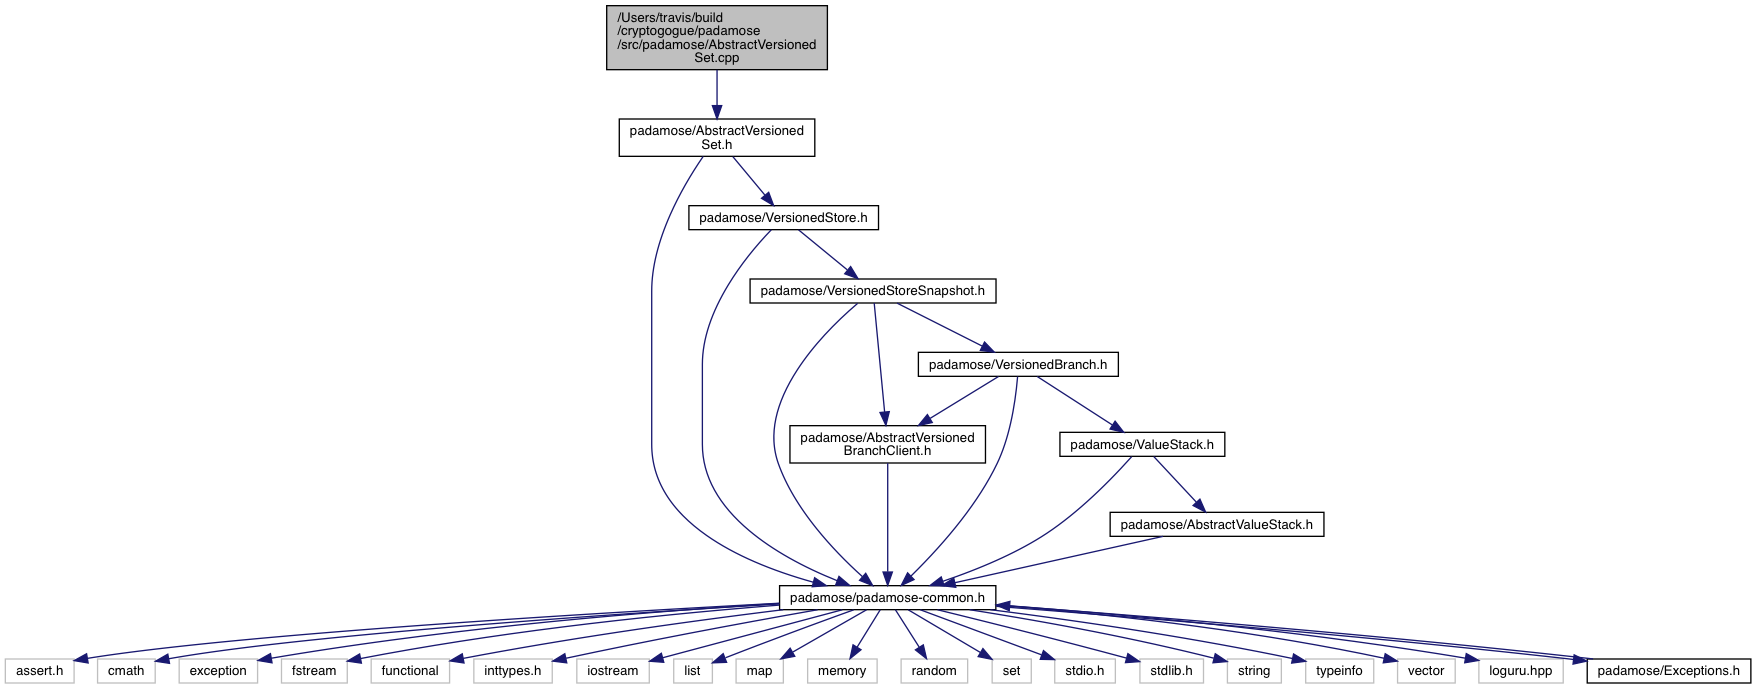 /Users/travis/build
/cryptogogue/padamose
/src/padamose/AbstractVersioned
Set.cpp
padamose/AbstractVersioned
Set.h
padamose/VersionedStore.h
padamose/VersionedStoreSnapshot.h
padamose/VersionedBranch.h
padamose/AbstractVersioned
BranchClient.h
padamose/ValueStack.h
padamose/AbstractValueStack.h
padamose/padamose-common.h
assert.h
cmath
exception
fstream
functional
inttypes.h
iostream
list
map
memory
random
set
stdio.h
stdlib.h
string
typeinfo
vector
loguru.hpp
padamose/Exceptions.h